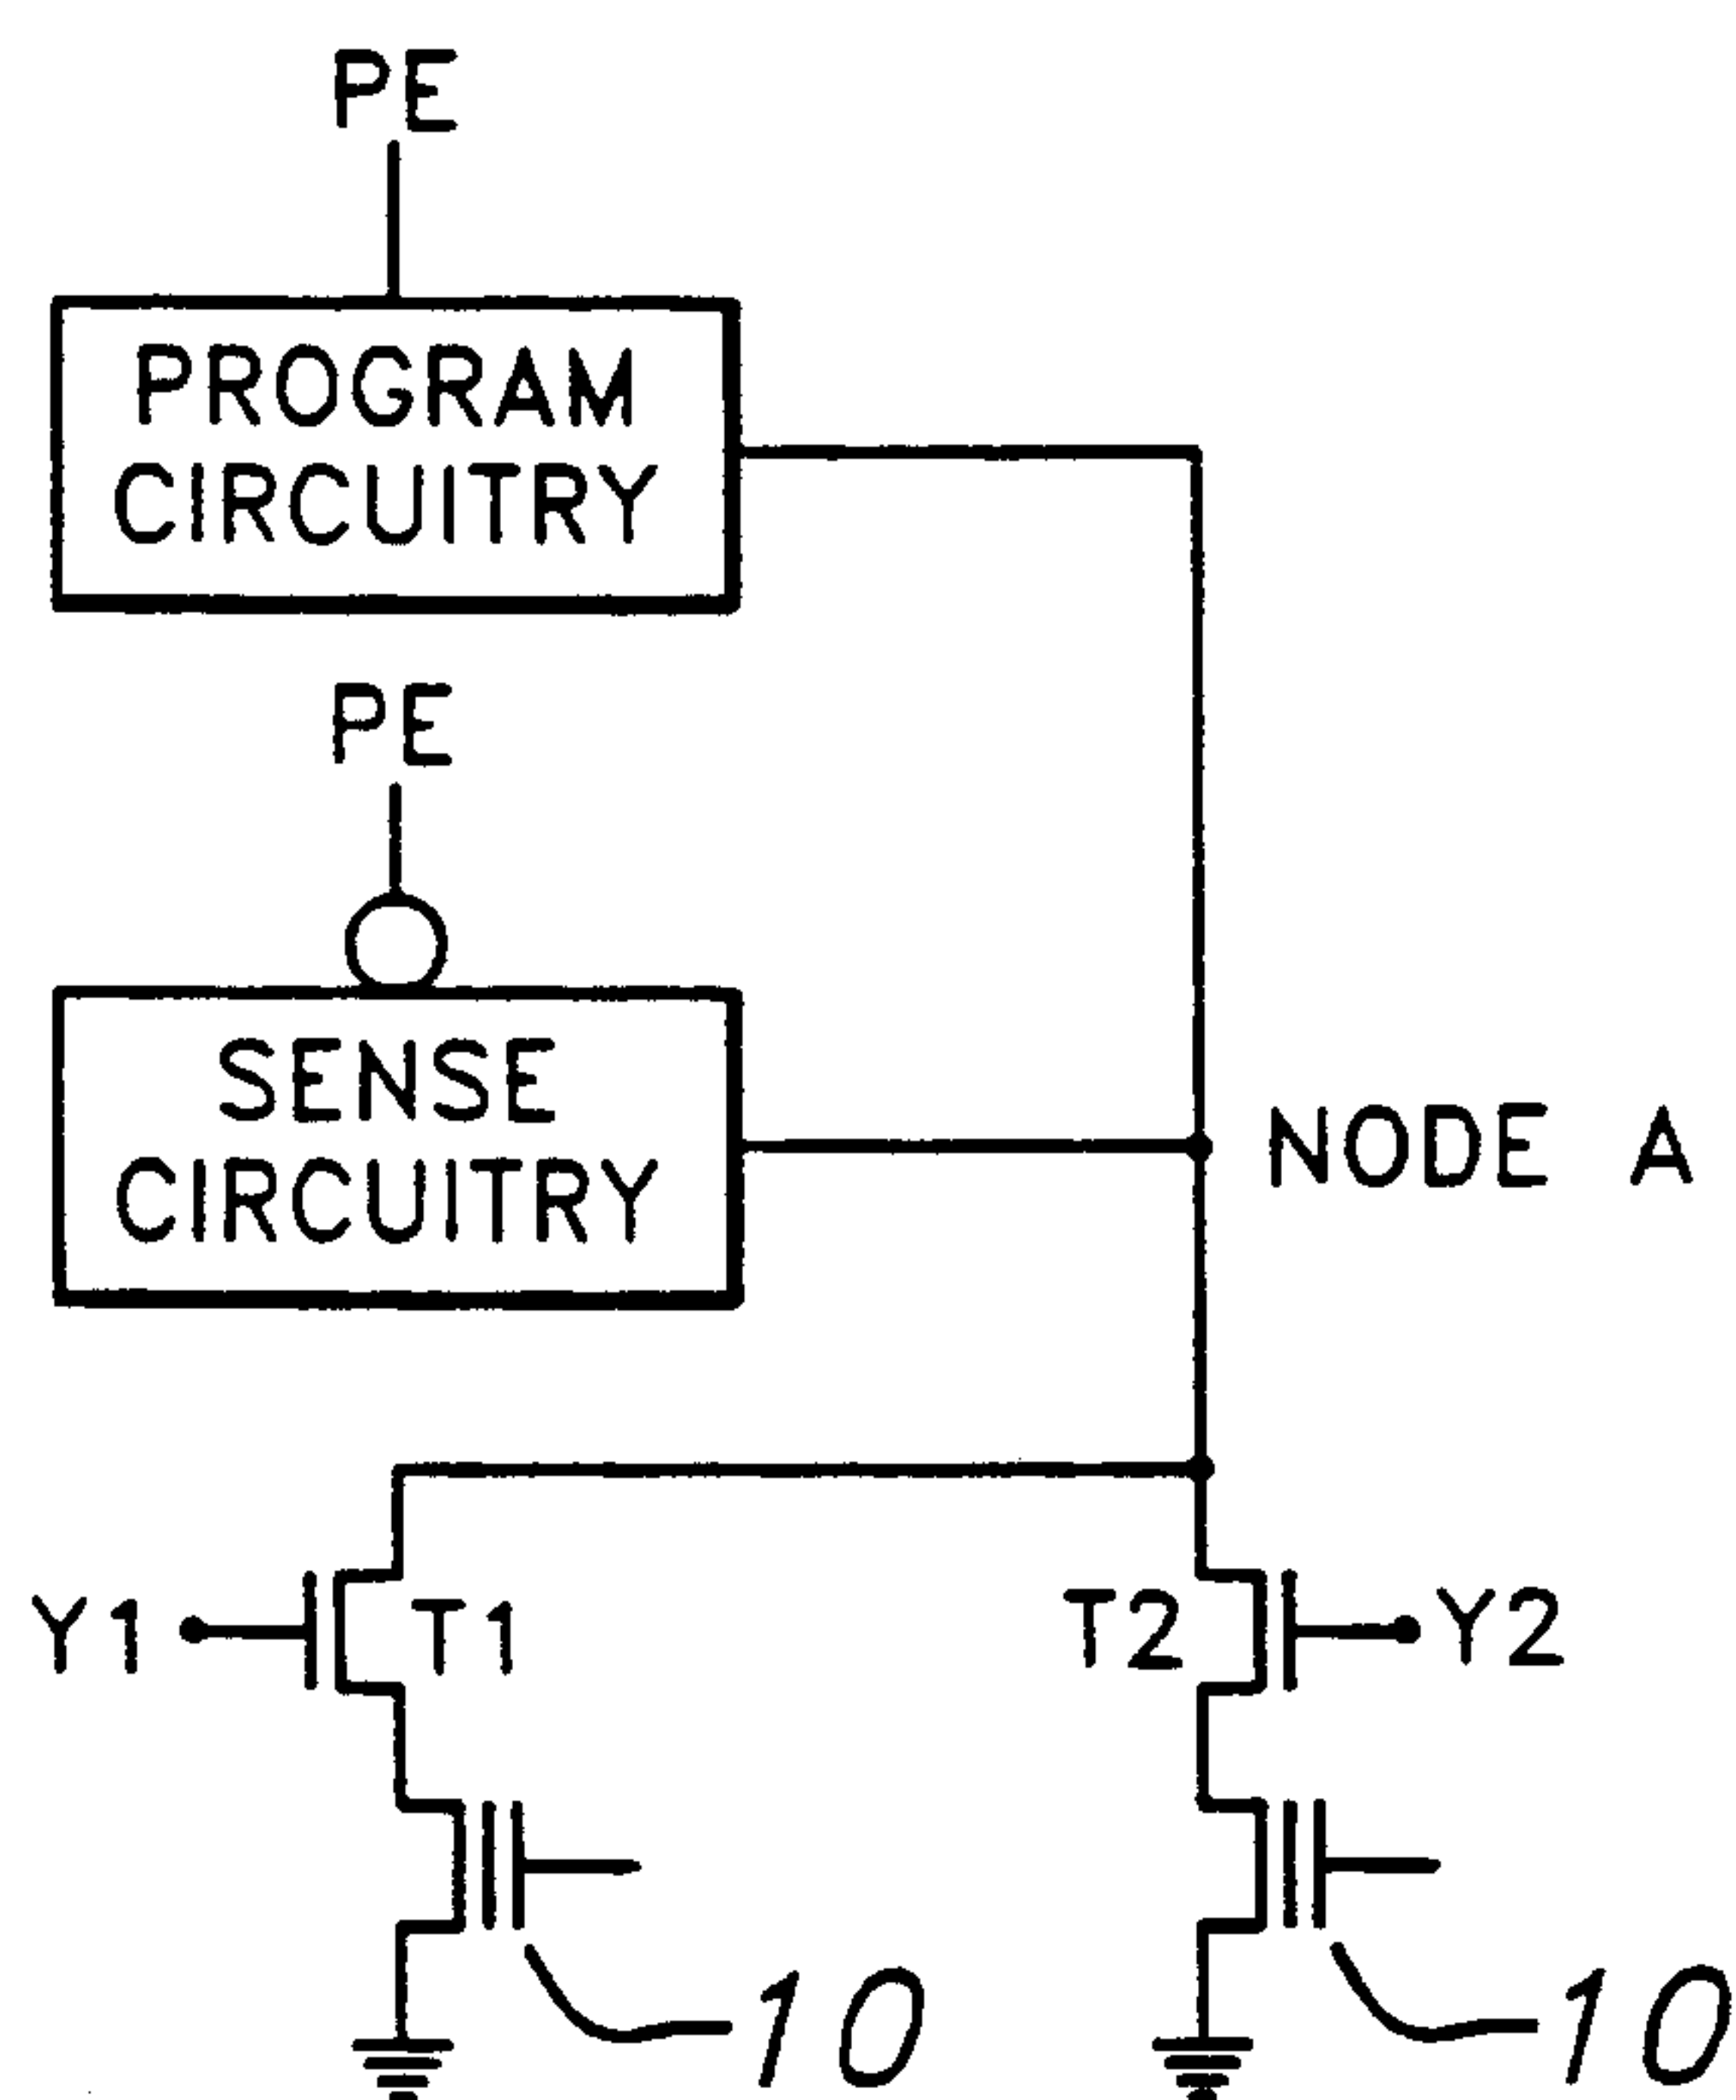 PE
PROGRAM
CIRCUITRY
PE
SENSE
CIRCUITRY
NODE A
Y1
T1
T2
Y2
10
10